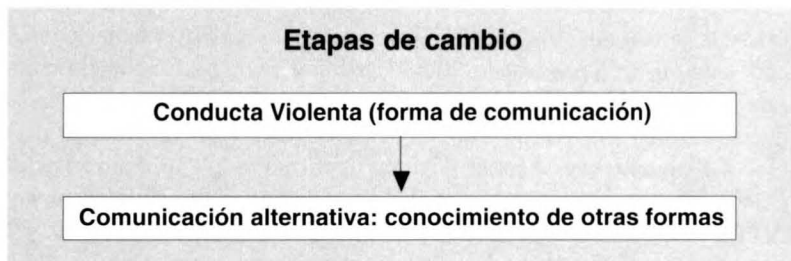 Etapas de cambio
Conducta Violenta (forma de comunicación)
Comunicación alternativa: conocimiento de otras formas